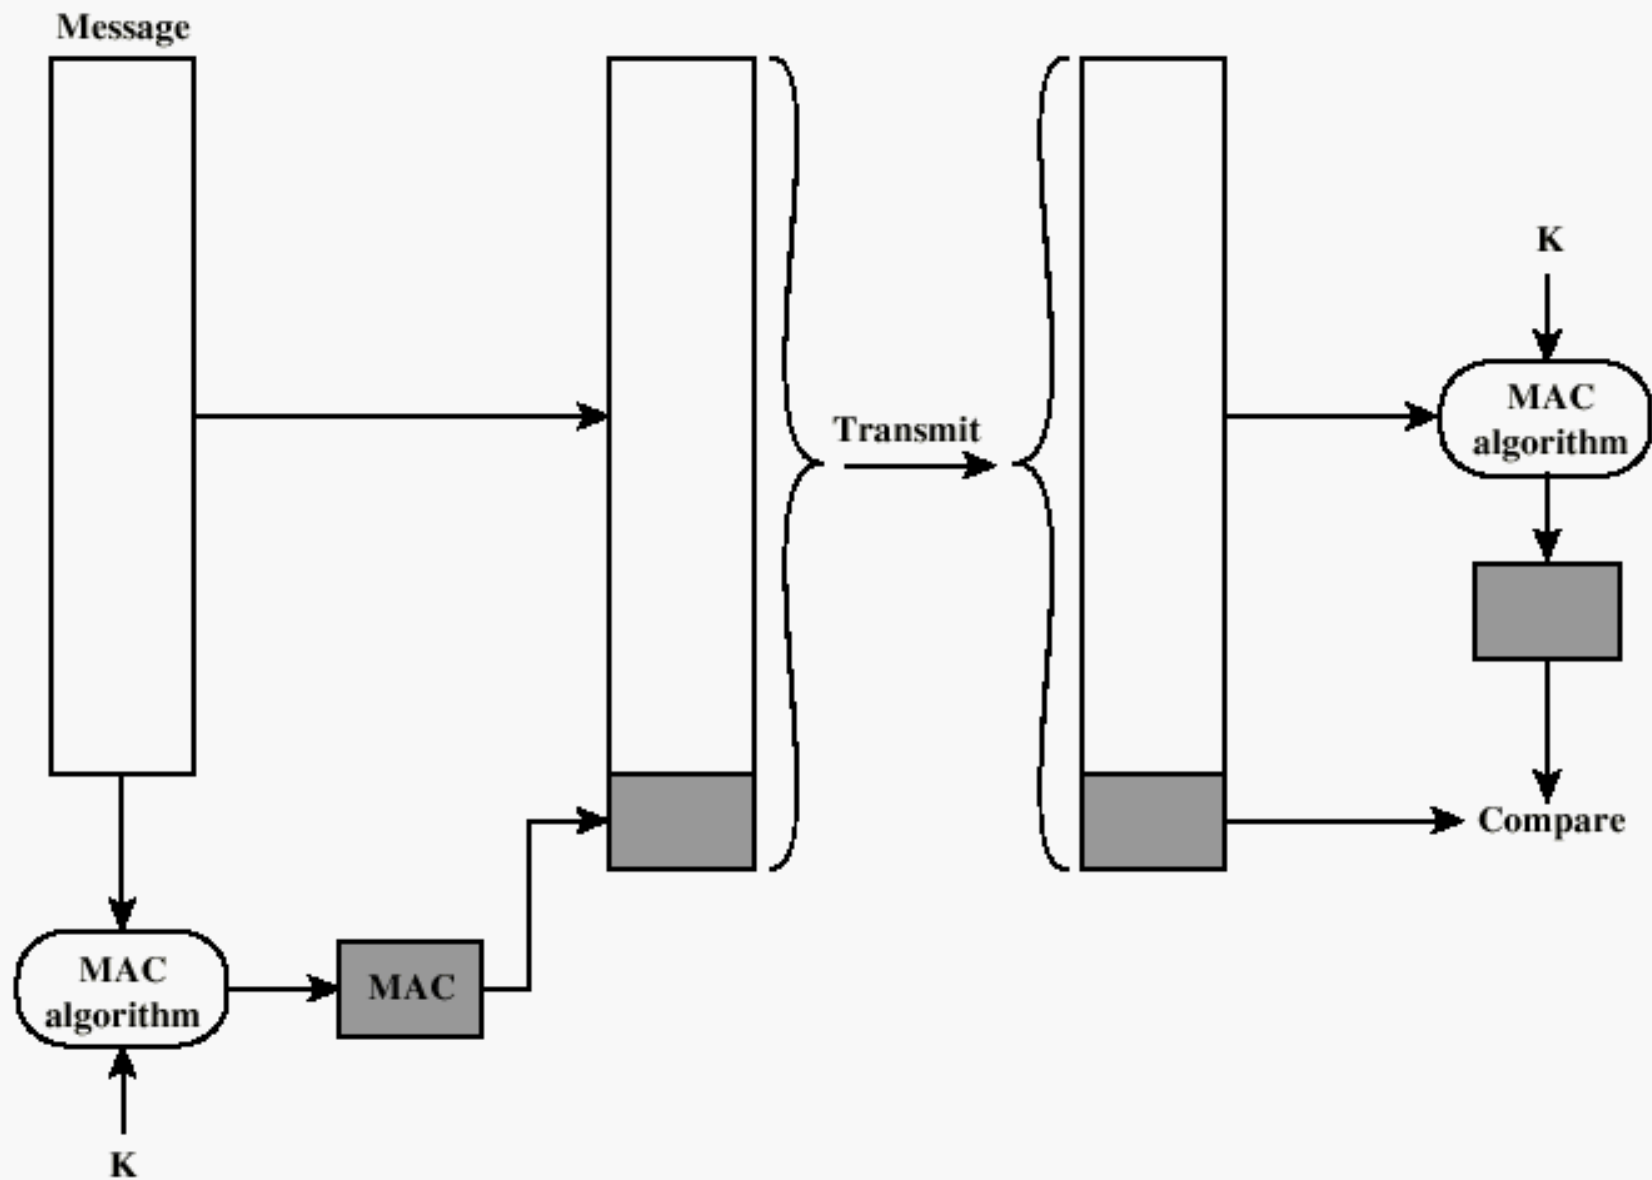 Message
K
MAC
algorithm
Transmit
Compare
MAC
algorithm
MAC
K